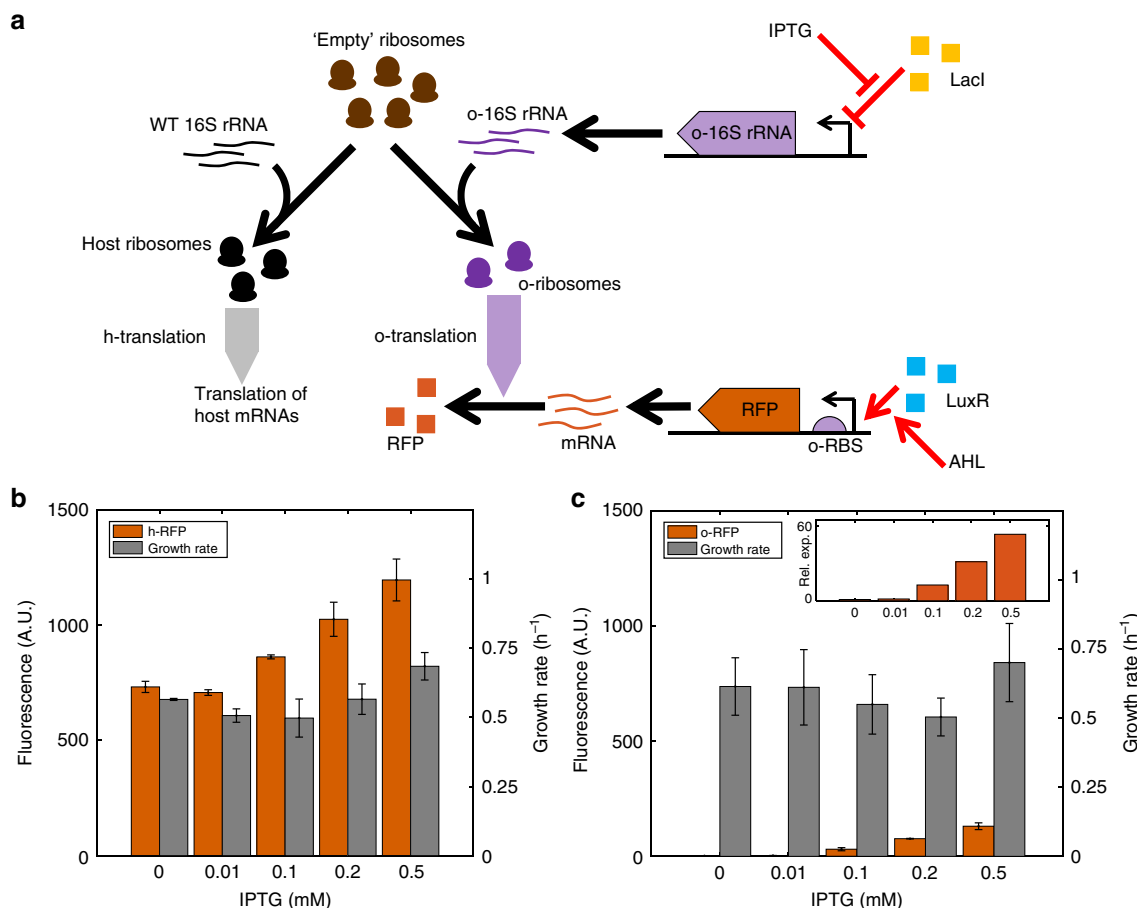 a
'Empty' ribosomes
IPTG
LacI
WT 16S rRNA
o-16S rRNA
o-16S rRNA
Host ribosomes
o-ribosomes
h-translation
o-translation
Translation of
host mRNAs
RFP
mRNA
RFP
o-RBS
LuxR
AHL
b
1500
1000
500
0
Fluorescence (A.U.)
h-RFP
Growth rate
1
0.75
0.5
0.25
0
Growth rate (h⁻¹)
0 0.01 0.1 0.2 0.5
IPTG (mM)
c
1500
1000
500
0
Fluorescence (A.U.)
o-RFP
Growth rate
60
0
Rel. exp.
0 0.01 0.1 0.2 0.5
1
0.75
0.5
0.25
0
Growth rate (h⁻¹)
0 0.01 0.1 0.2 0.5
IPTG (mM)